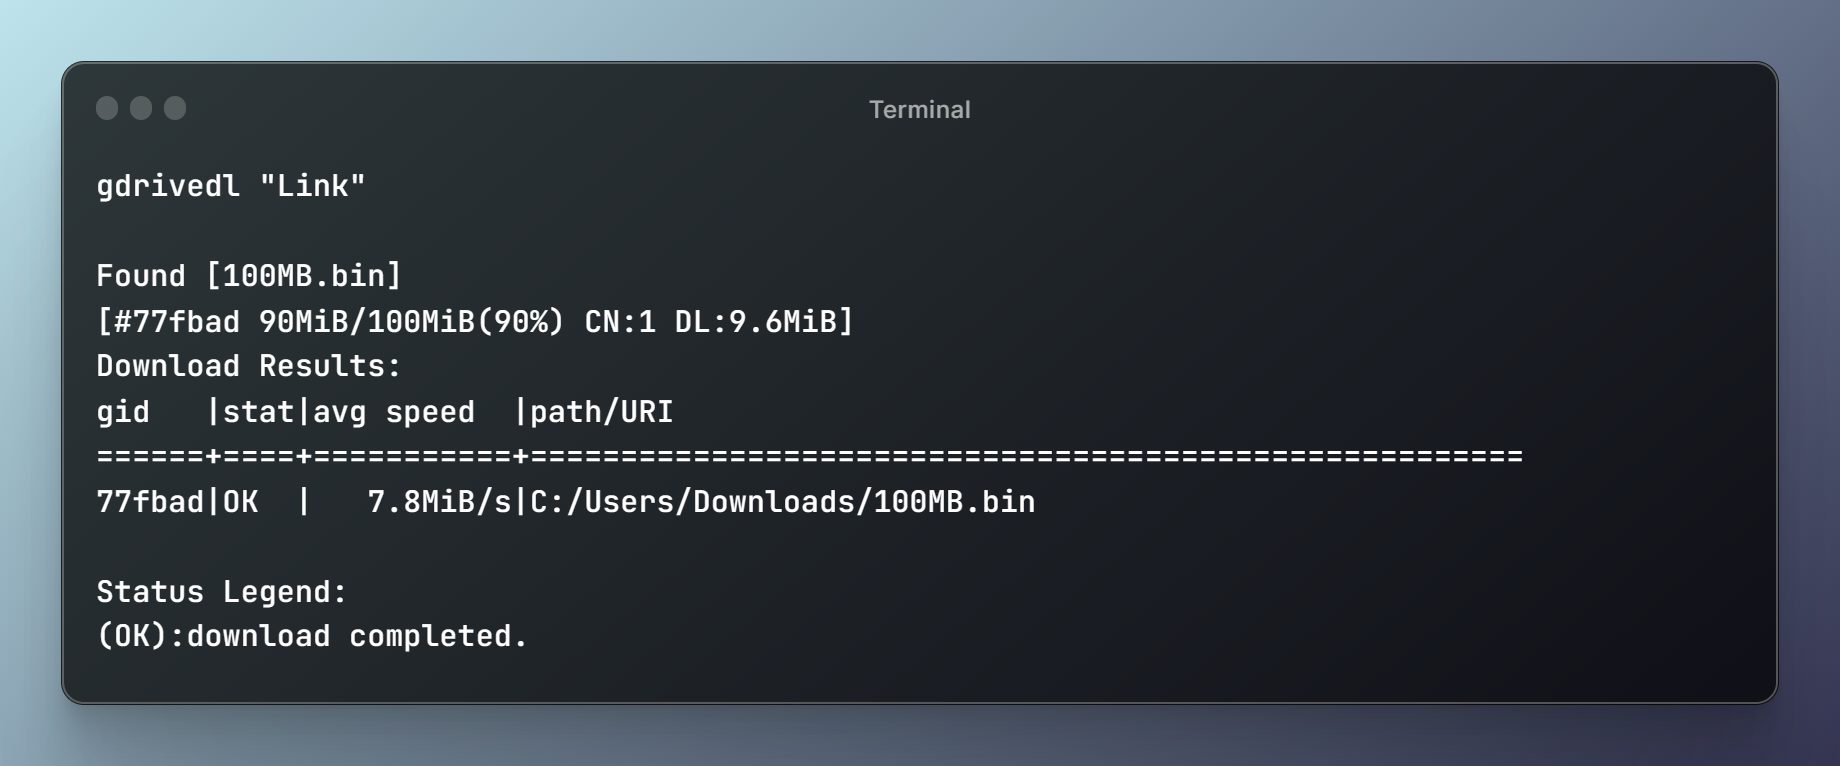 Terminal
gdrivedl "Link"
Found [100MB.bin]
[#77fbad 90MiB/100MiB(90%) CN:1 DL:9.6MiB]
Download Results:
gid   |stat|avg speed  |path/URI
======+====+===========+=======================================================
77fbad|OK  |   7.8MiB/s|C:/Users/Downloads/100MB.bin
Status Legend:
(OK):download completed.